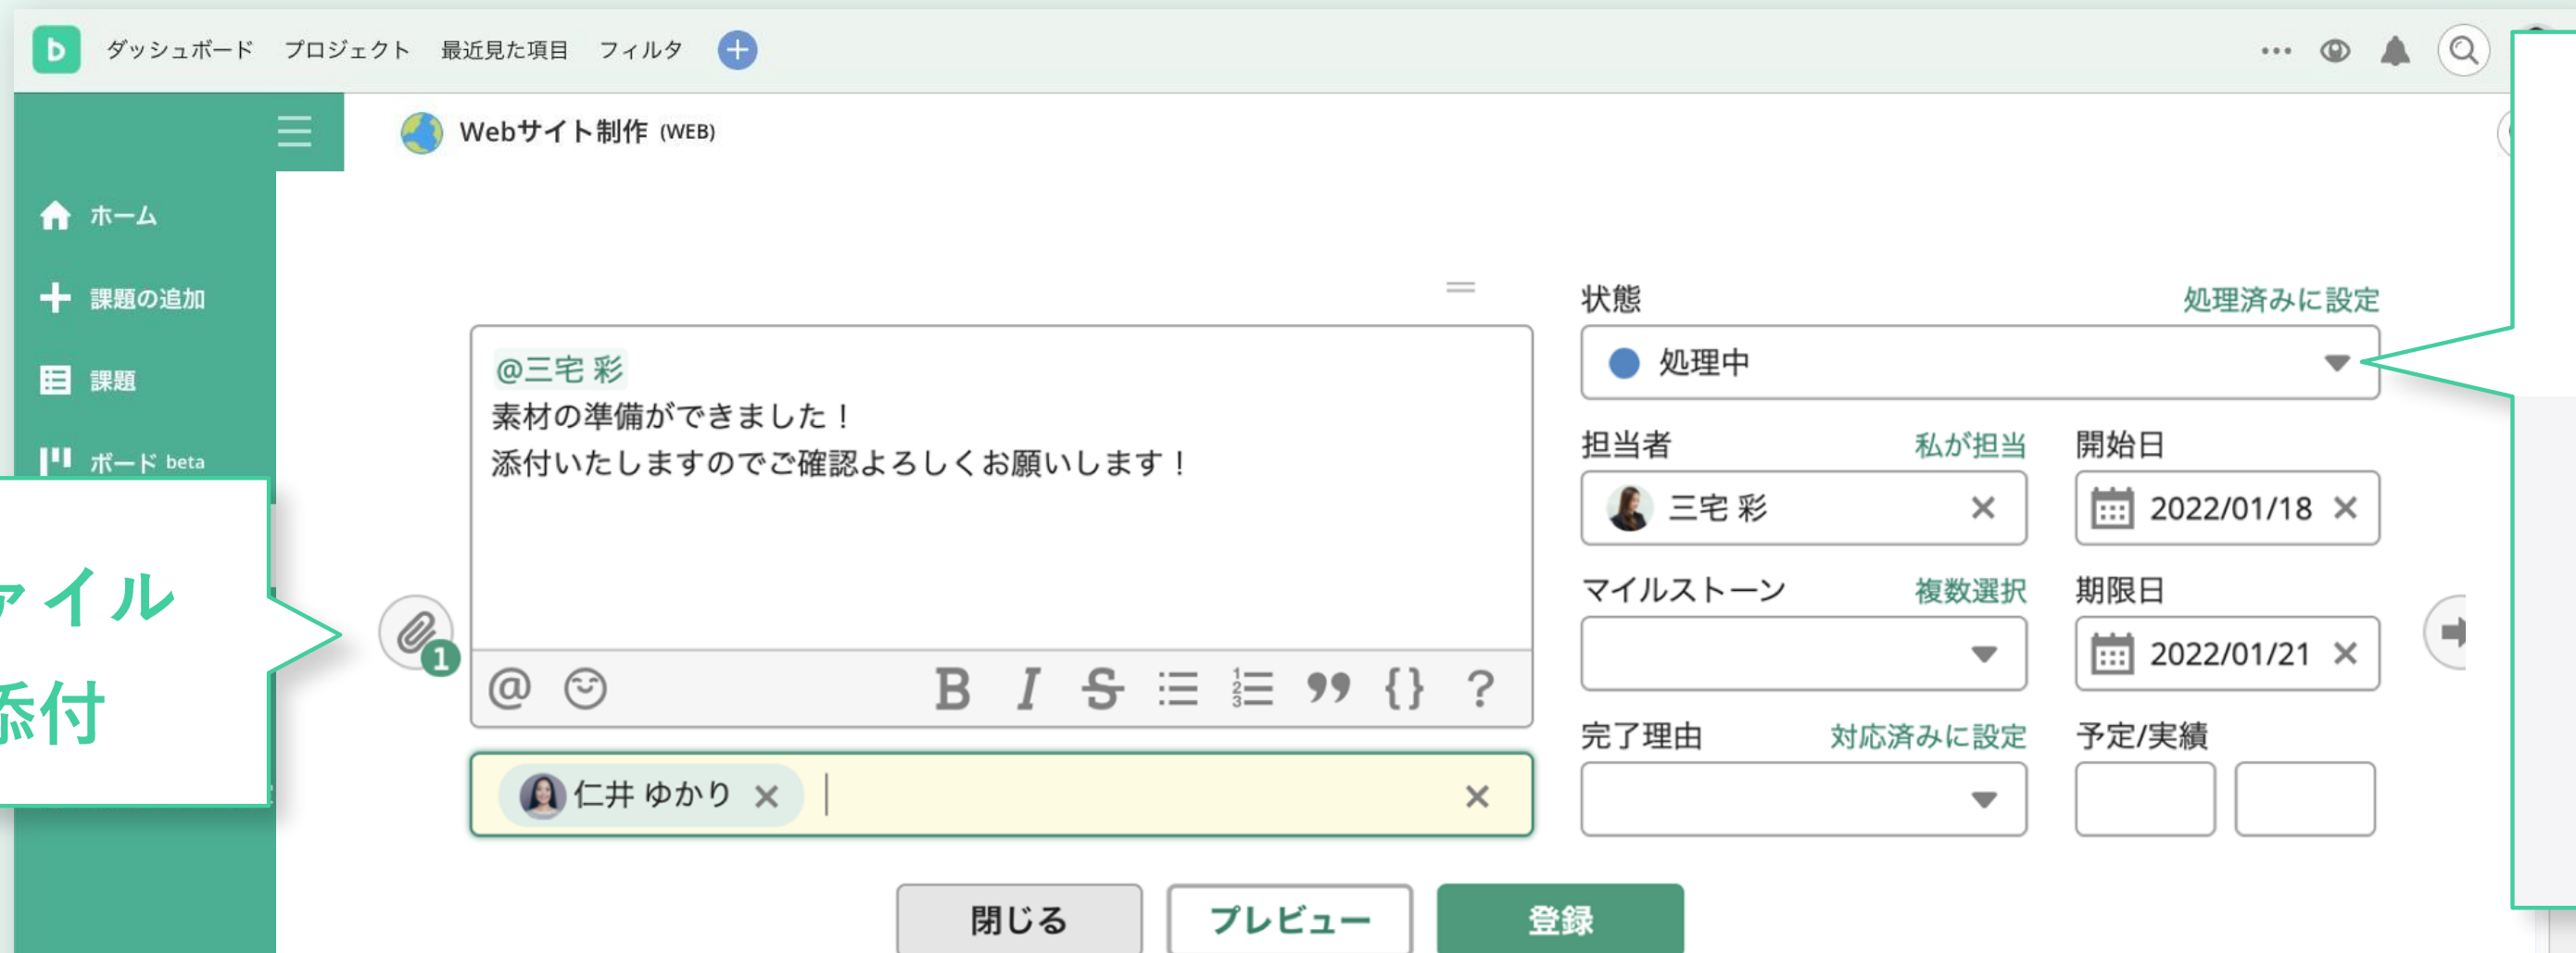 ダッシュボード プロジェクト 最近見た項目 フィルタ
Webサイト制作 (WEB)
ホーム
課題の追加
課題
ボード beta
ァイル
添付
@三宅 彩
素材の準備ができました！
添付いたしますのでご確認よろしくお願いします！
1
@ B I S ” {} ?
仁井 ゆかり ×
状態 処理済みに設定
処理中
担当者 私が担当 開始日
三宅 彩 × 2022/01/18 ×
マイルストーン 複数選択 期限日
2022/01/21 ×
完了理由 対応済みに設定 予定/実績
閉じる プレビュー 登録